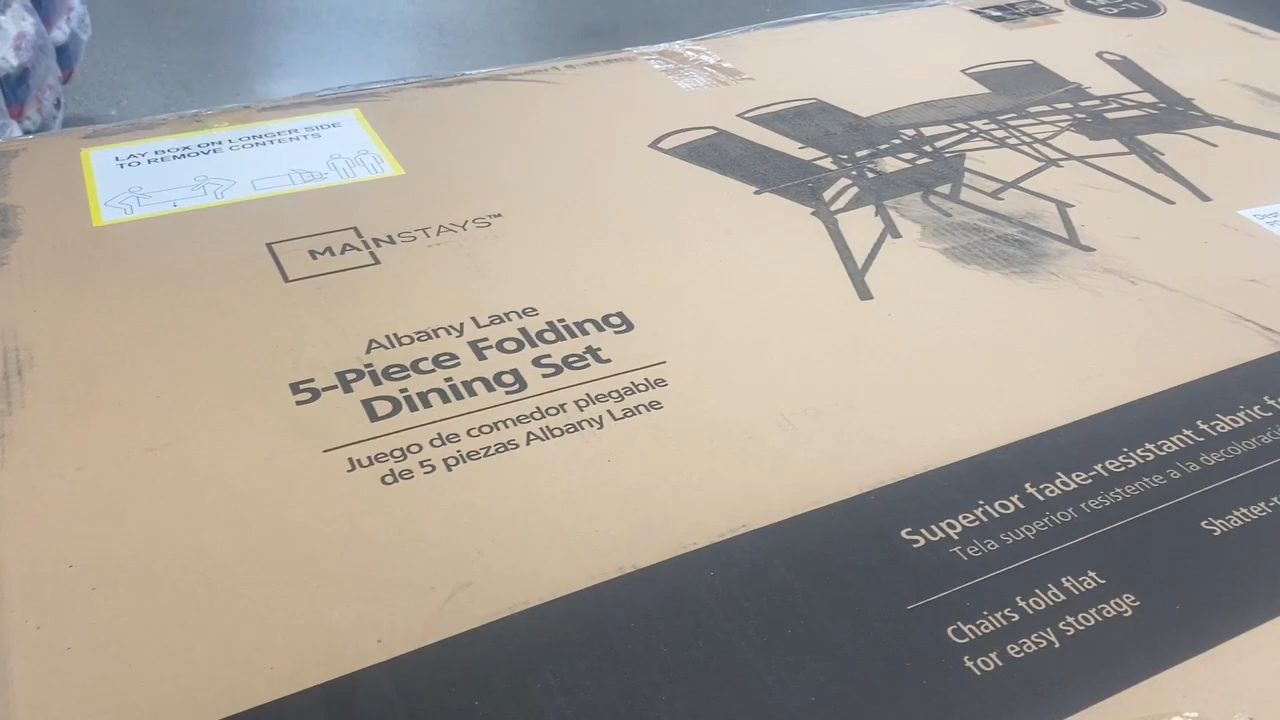 LAY BOX ON LONGER SIDE
TO REMOVE CONTENTS
MAINSTAYS™
Albany Lane
5-Piece Folding
Dining Set
Juego de comedor plegable
de 5 piezas Albany Lane
D-11
Superior fade-resistant fabric
Tela superior resistente a la
Chairs fold flat
for easy storage